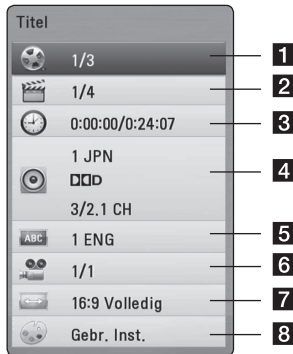 Titel
1/3 1
1/4 2
0:00:00/0:24:07 3
1 JPN
DD D 4
3/2.1 CH
ABC 1 ENG 5
1/1 6
16:9 Volledig 7
Gebr. Inst. 8